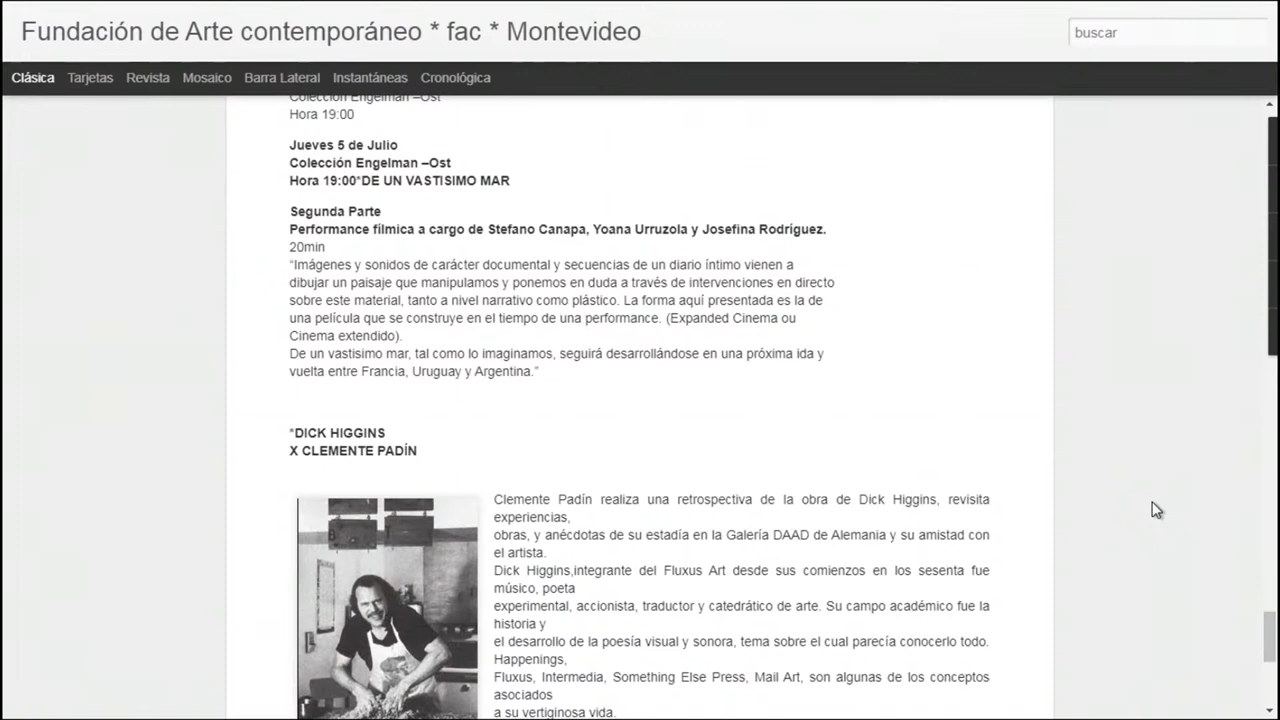 Fundación de Arte contemporáneo * fac * Montevideo
buscar
Clásica Tarjetas Revista Mosaico Barra Lateral Instantáneas Cronológica
Colección Engelman –Ost
Hora 19:00
Jueves 5 de Julio
Colección Engelman –Ost
Hora 19:00*DE UN VASTISIMO MAR
Segunda Parte
Performance fílmica a cargo de Stefano Canapa, Yoana Urruzola y Josefina Rodríguez.
20min
“Imágenes y sonidos de carácter documental y secuencias de un diario íntimo vienen a
dibujar un paisaje que manipulamos y ponemos en duda a través de intervenciones en directo
sobre este material, tanto a nivel narrativo como plástico. La forma aquí presentada es la de
una película que se construye en el tiempo de una performance. (Expanded Cinema ou
Cinema extendido).
De un vastisimo mar, tal como lo imaginamos, seguirá desarrollándose en una próxima ida y
vuelta entre Francia, Uruguay y Argentina.”
*DICK HIGGINS
X CLEMENTE PADÍN
Clemente Padín realiza una retrospectiva de la obra de Dick Higgins, revisita
experiencias,
obras, y anécdotas de su estadía en la Galería DAAD de Alemania y su amistad con
el artista.
Dick Higgins,integrante del Fluxus Art desde sus comienzos en los sesenta fue
músico, poeta
experimental, accionista, traductor y catedrático de arte. Su campo académico fue la
historia y
el desarrollo de la poesía visual y sonora, tema sobre el cual parecía conocerlo todo.
Happenings,
Fluxus, Intermedia, Something Else Press, Mail Art, son algunas de los conceptos
asociados
a su vertiginosa vida.